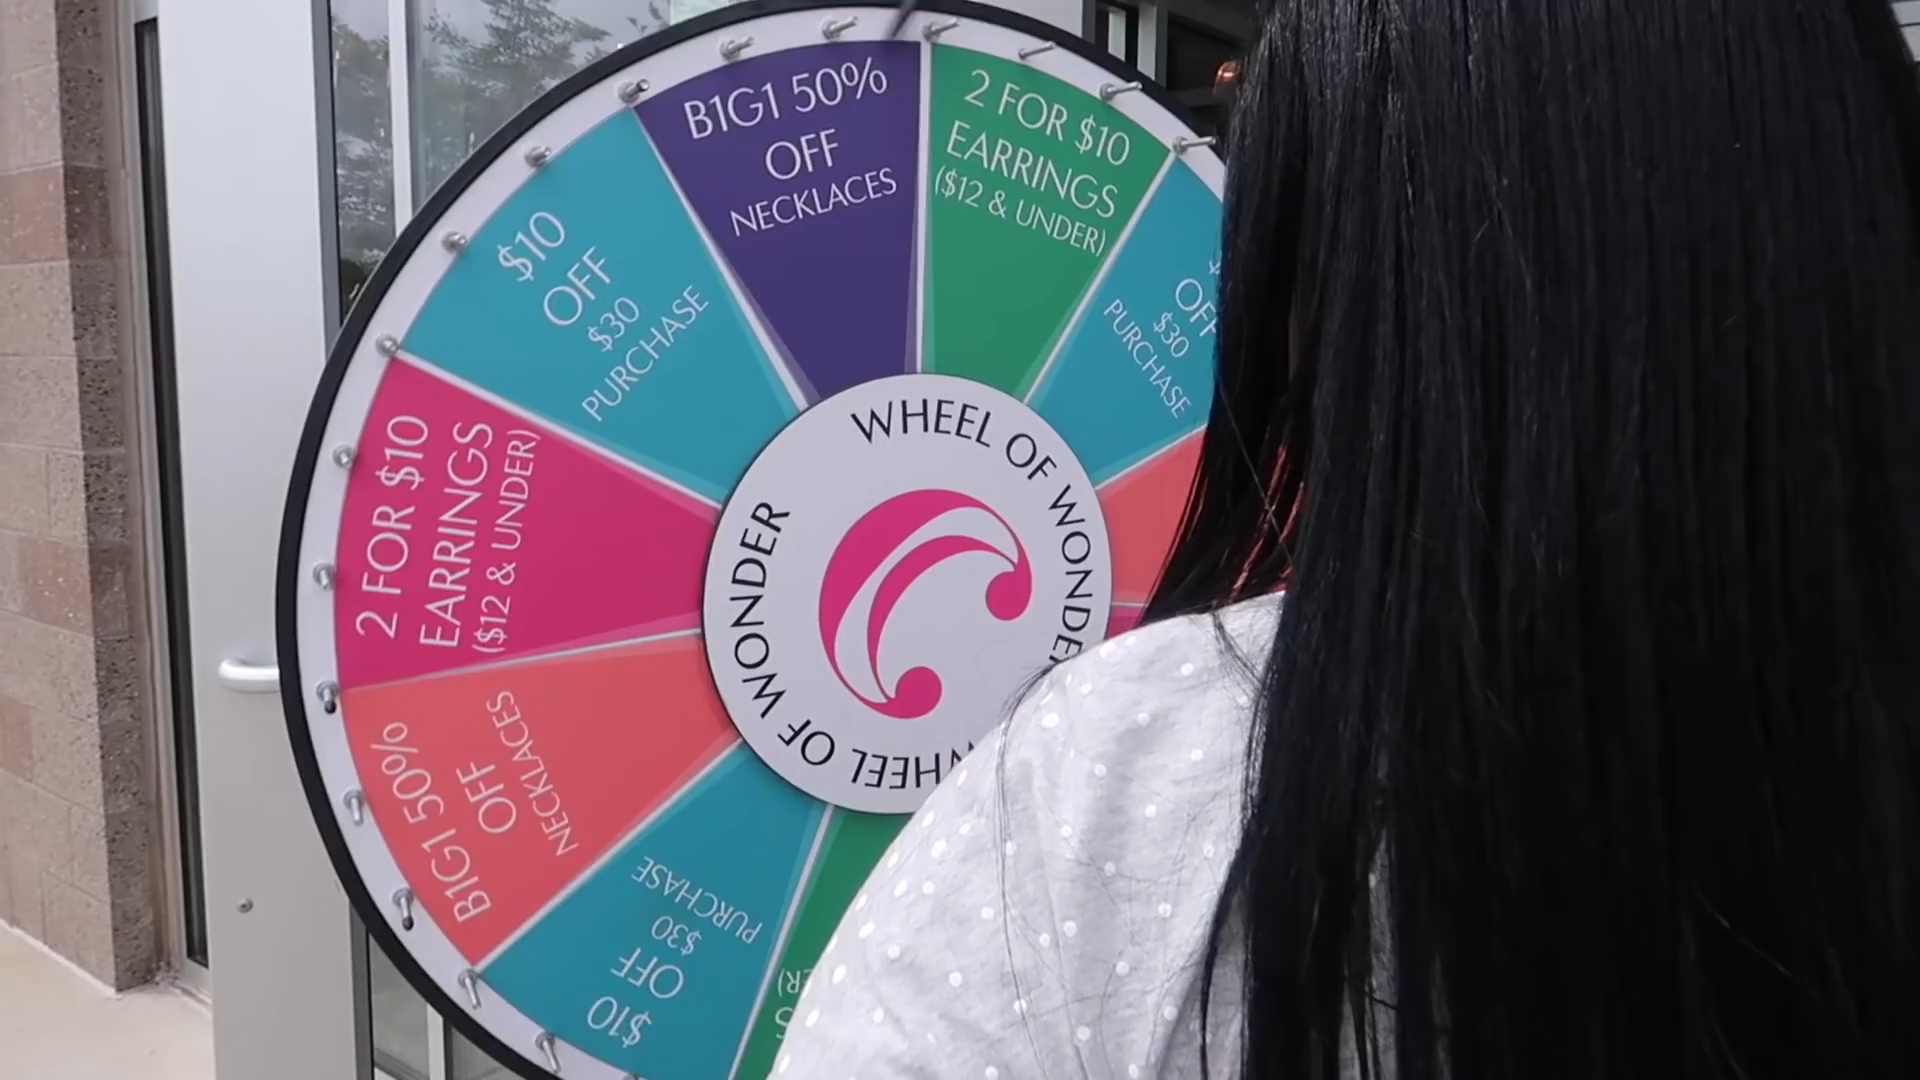 B1G1 50%
OFF
NECKLACES
2 FOR $10
EARRINGS
($12 & UNDER)
OFF
$30
PURCHASE
$10
OFF
$30
PURCHASE
2 FOR $10
EARRINGS
($12 & UNDER)
B1G1 50%
OFF
NECKLACES
$10
OFF
$30
PURCHASE
WHEEL OF WONDER
WHEEL OF WONDER